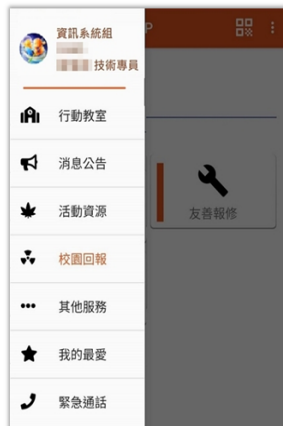 資訊系統組
技術專員
P
行動教室
消息公告
活動資源
友善報修
校園回報
其他服務
我的最愛
緊急通話